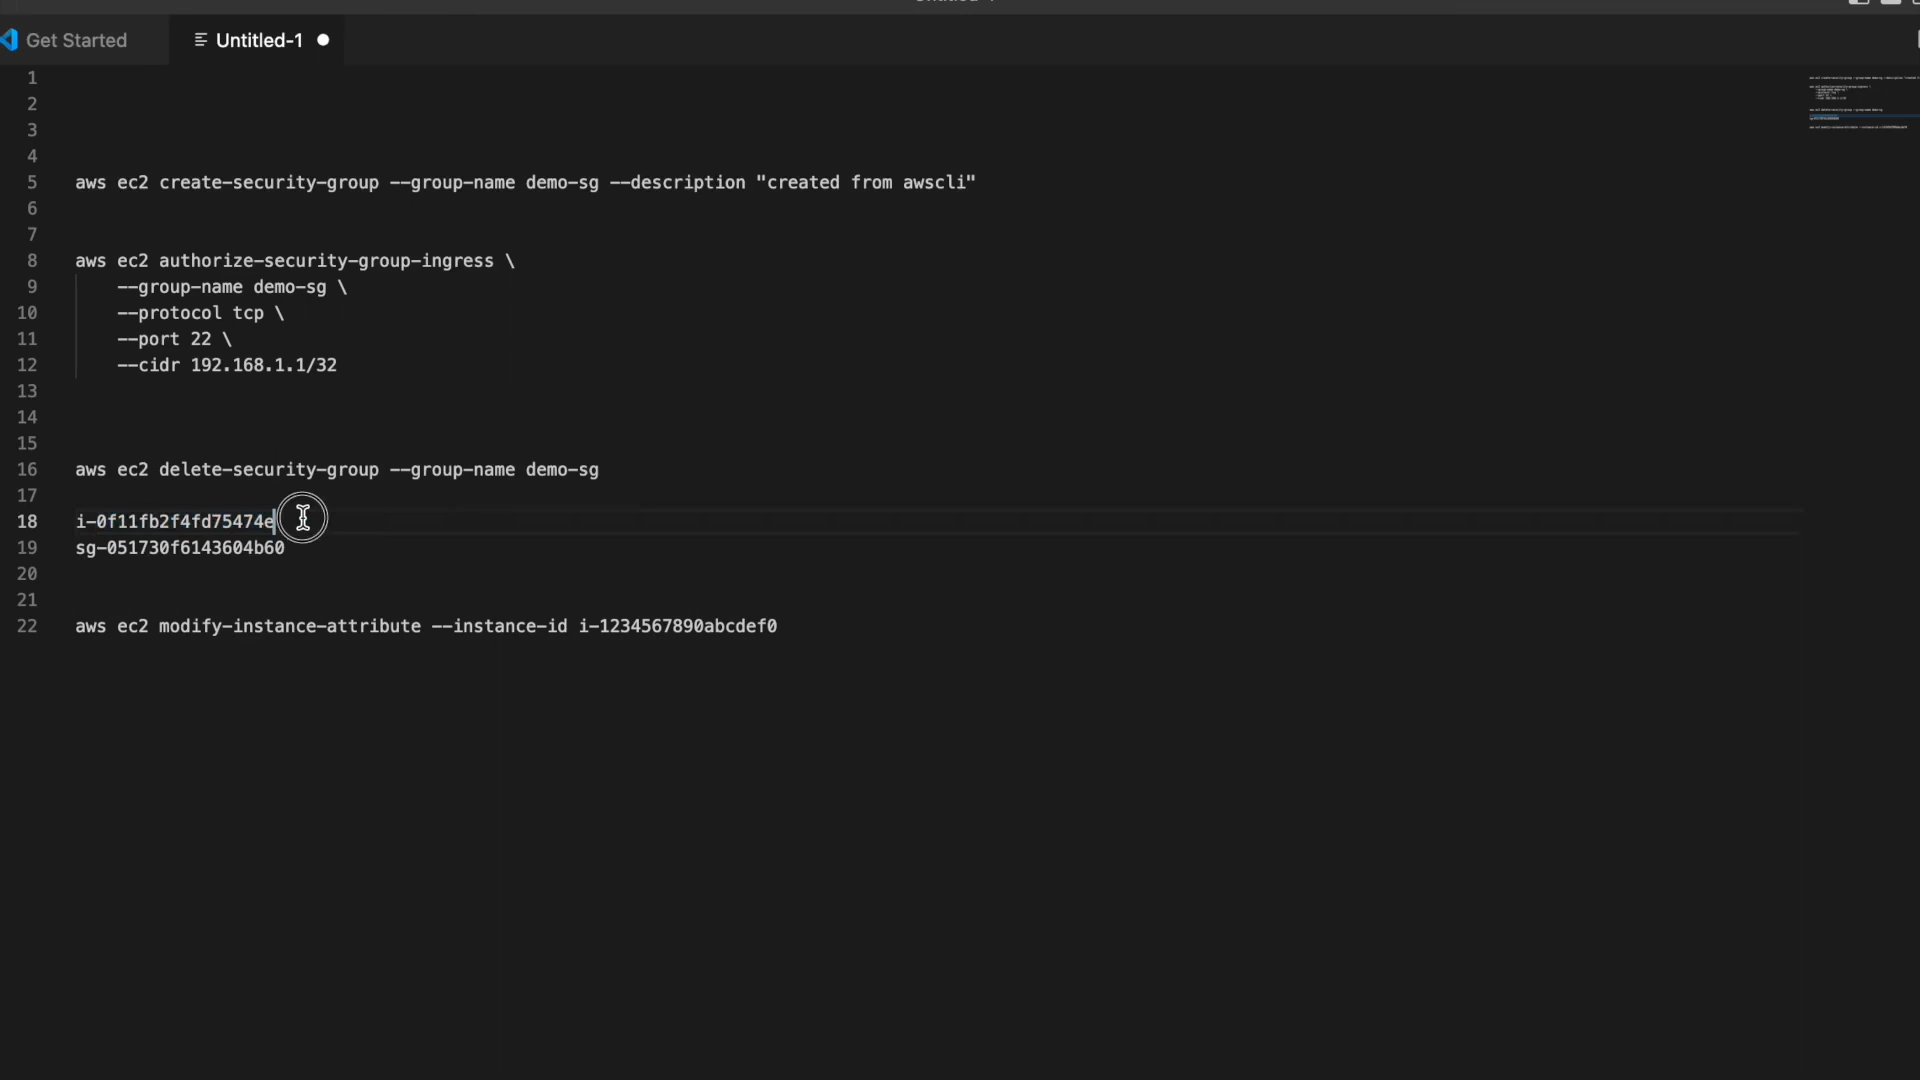 Get Started
Untitled-1
1
2
3
4
5 aws ec2 create-security-group --group-name demo-sg --description "created from awscli"
6
7
8 aws ec2 authorize-security-group-ingress \
9 --group-name demo-sg \
10 --protocol tcp \
11 --port 22 \
12 --cidr 192.168.1.1/32
13
14
15
16 aws ec2 delete-security-group --group-name demo-sg
17
18 i-0f11fb2f4fd75474e
19 sg-051730f6143604b60
20
21
22 aws ec2 modify-instance-attribute --instance-id i-1234567890abcdef0